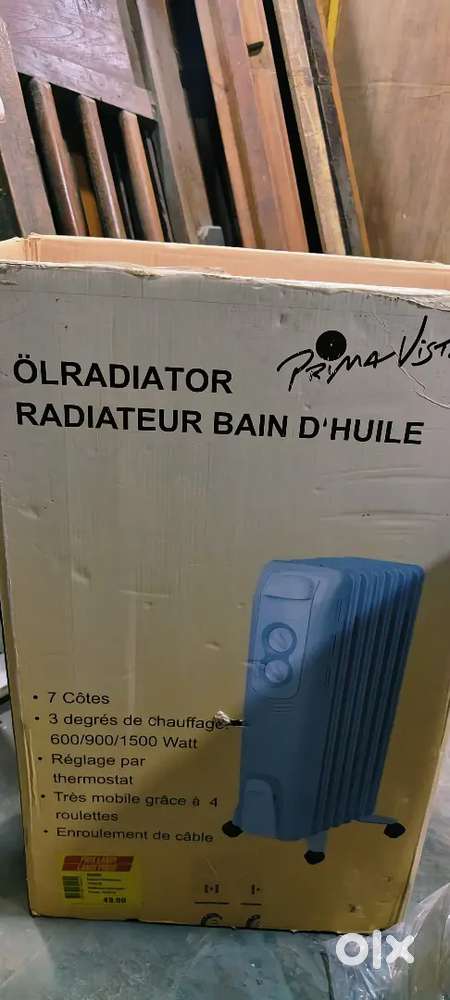 PRIMA VISTA
ÖLRADIATOR
RADIATEUR BAIN D'HUILE
• 7 Côtes
• 3 degrés de chauffage:
600/900/1500 Watt
• Réglage par
thermostat
• Très mobile grâce à 4
roulettes
• Enroulement de câble
49.00
olx